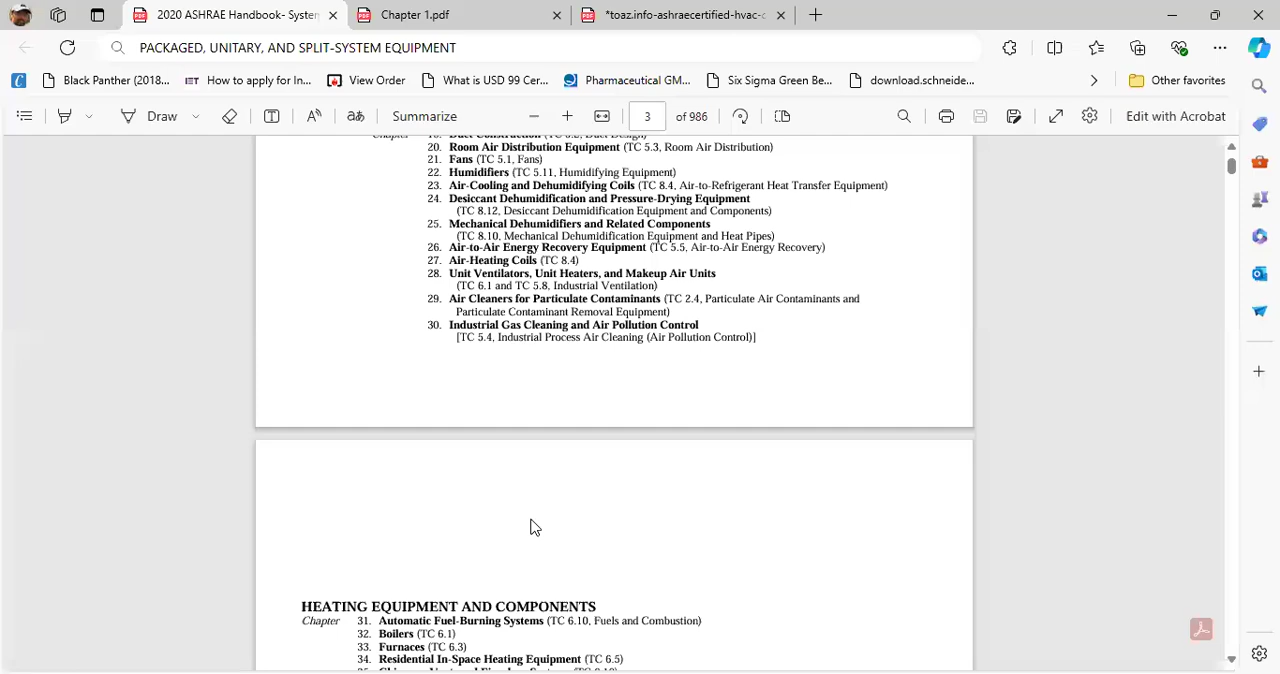 2020 ASHRAE Handbook- System
Chapter 1.pdf
*toaz.info-ashraecertified-hvac-c
PACKAGED, UNITARY, AND SPLIT-SYSTEM EQUIPMENT
Black Panther (2018...
IET How to apply for In...
View Order
What is USD 99 Cer...
Pharmaceutical GM...
Six Sigma Green Be...
download.schneide...
Other favorites
Draw
Summarize
3 of 986
Edit with Acrobat
Chapter 19. Duct Construction (TC 5.2, Duct Design)
20. Room Air Distribution Equipment (TC 5.3, Room Air Distribution)
21. Fans (TC 5.1, Fans)
22. Humidifiers (TC 5.11, Humidifying Equipment)
23. Air-Cooling and Dehumidifying Coils (TC 8.4, Air-to-Refrigerant Heat Transfer Equipment)
24. Desiccant Dehumidification and Pressure-Drying Equipment
(TC 8.12, Desiccant Dehumidification Equipment and Components)
25. Mechanical Dehumidifiers and Related Components
(TC 8.10, Mechanical Dehumidification Equipment and Heat Pipes)
26. Air-to-Air Energy Recovery Equipment (TC 5.5, Air-to-Air Energy Recovery)
27. Air-Heating Coils (TC 8.4)
28. Unit Ventilators, Unit Heaters, and Makeup Air Units
(TC 6.1 and TC 5.8, Industrial Ventilation)
29. Air Cleaners for Particulate Contaminants (TC 2.4, Particulate Air Contaminants and
Particulate Contaminant Removal Equipment)
30. Industrial Gas Cleaning and Air Pollution Control
[TC 5.4, Industrial Process Air Cleaning (Air Pollution Control)]
HEATING EQUIPMENT AND COMPONENTS
Chapter 31. Automatic Fuel-Burning Systems (TC 6.10, Fuels and Combustion)
32. Boilers (TC 6.1)
33. Furnaces (TC 6.3)
34. Residential In-Space Heating Equipment (TC 6.5)